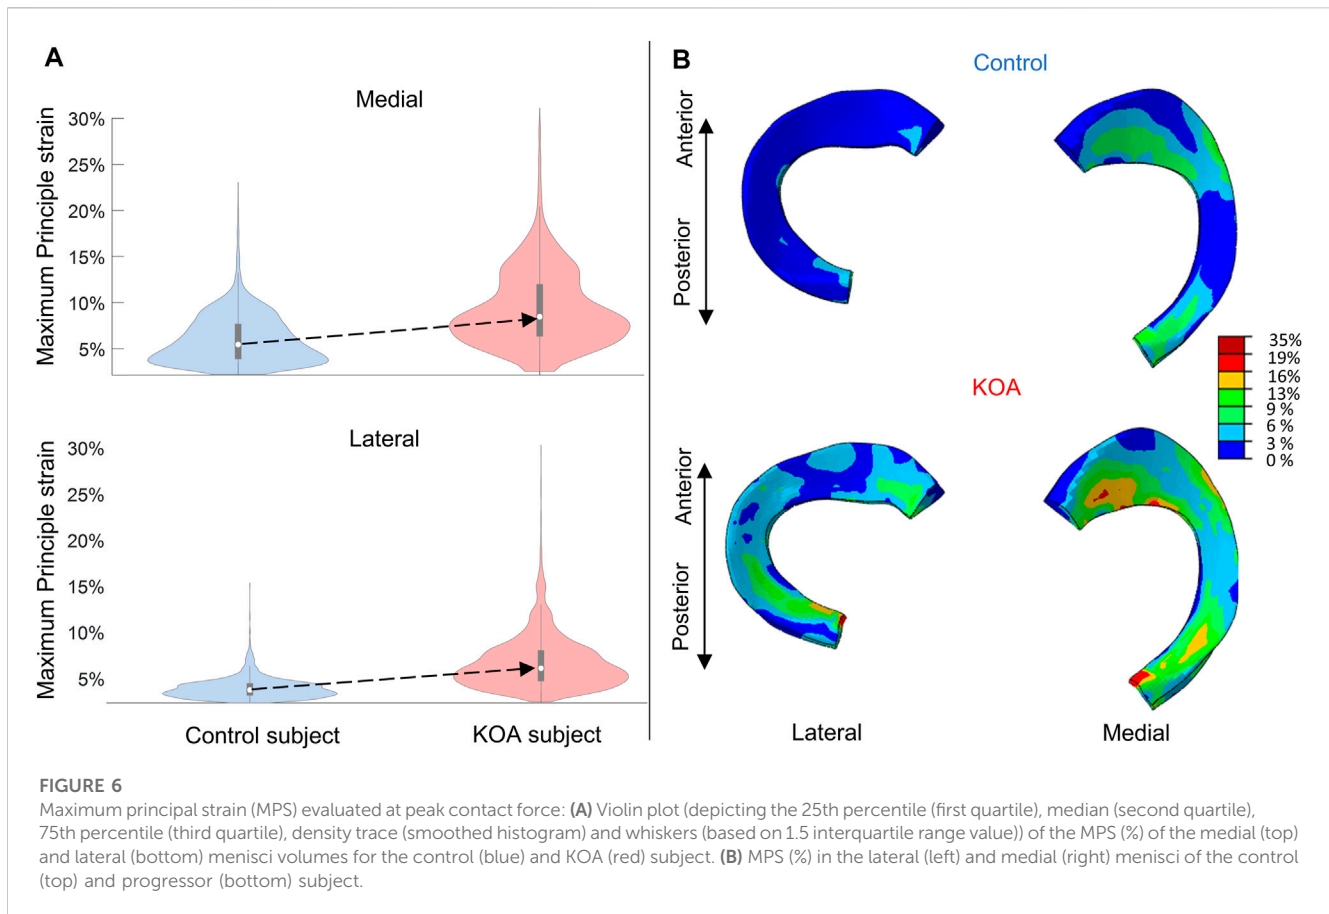 A
Medial
Maximum Principle strain
30%
25%
20%
15%
10%
5%
Lateral
Maximum Principle strain
30%
25%
20%
15%
10%
5%
Control subject
KOA subject
B
Control
Anterior
Posterior
35%
19%
16%
13%
9 %
6 %
3 %
0 %
KOA
Anterior
Posterior
Lateral
Medial
FIGURE 6
Maximum principal strain (MPS) evaluated at peak contact force: (A) Violin plot (depicting the 25th percentile (first quartile), median (second quartile),
75th percentile (third quartile), density trace (smoothed histogram) and whiskers (based on 1.5 interquartile range value)) of the MPS (%) of the medial (top)
and lateral (bottom) menisci volumes for the control (blue) and KOA (red) subject. (B) MPS (%) in the lateral (left) and medial (right) menisci of the control
(top) and progressor (bottom) subject.